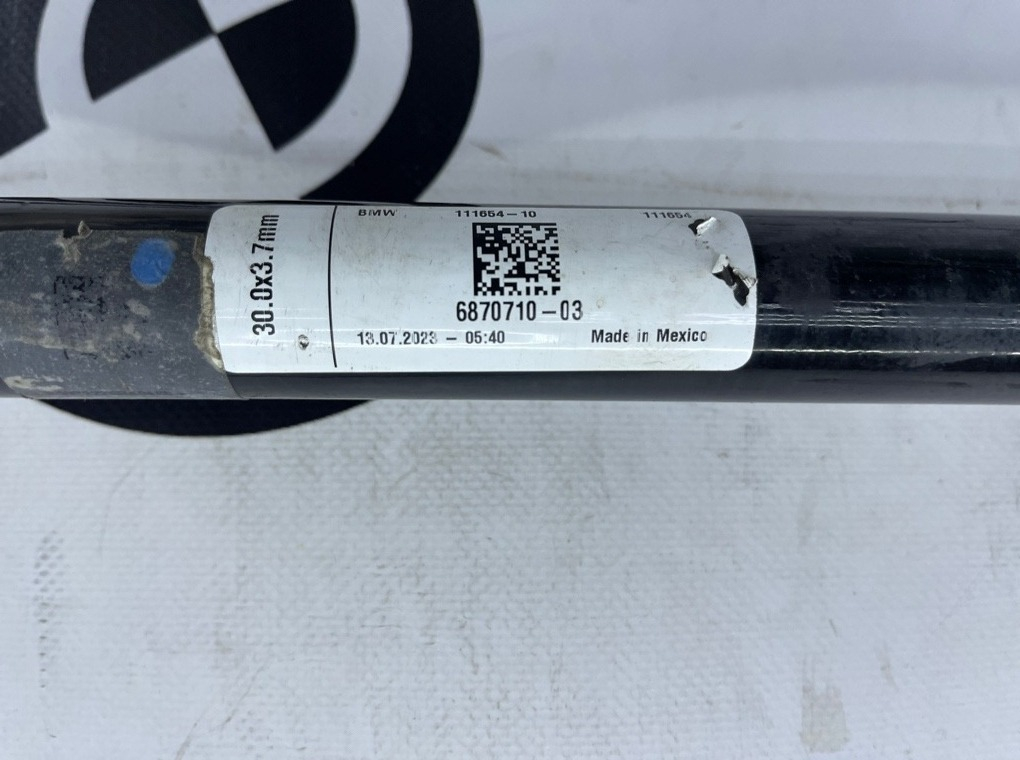 30.0x3.7mm
BMW 111654-10 111654
6870710-03
13.07.2023 - 05:40 Made in Mexico